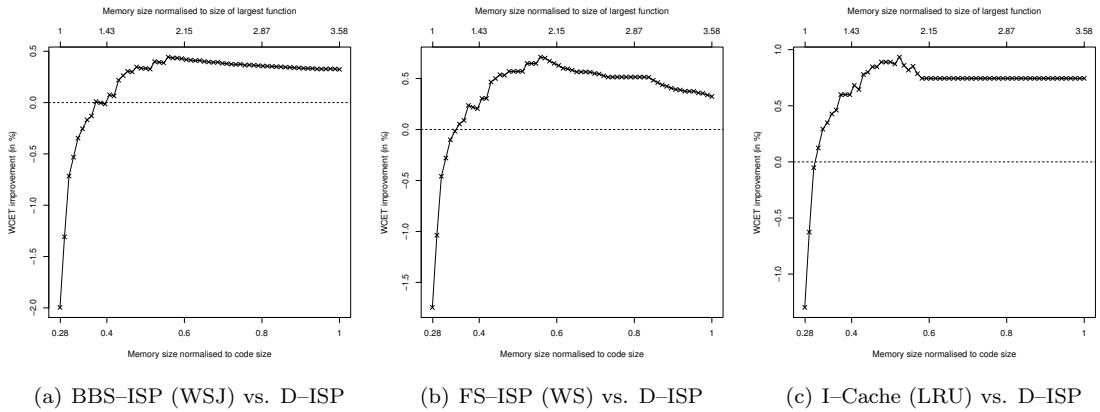 Memory size normalised to size of largest function
1 1.43 2.15 2.87 3.58
WCET improvement (in %)
0.5
0.0
−0.5
−1.0
−1.5
−2.0
0.28 0.4 0.6 0.8 1
Memory size normalised to code size
(a) BBS–ISP (WSJ) vs. D–ISP
Memory size normalised to size of largest function
1 1.43 2.15 2.87 3.58
WCET improvement (in %)
0.5
0.0
−0.5
−1.0
−1.5
0.28 0.4 0.6 0.8 1
Memory size normalised to code size
(b) FS–ISP (WS) vs. D–ISP
Memory size normalised to size of largest function
1 1.43 2.15 2.87 3.58
WCET improvement (in %)
1.0
0.5
0.0
−0.5
−1.0
0.28 0.4 0.6 0.8 1
Memory size normalised to code size
(c) I–Cache (LRU) vs. D–ISP